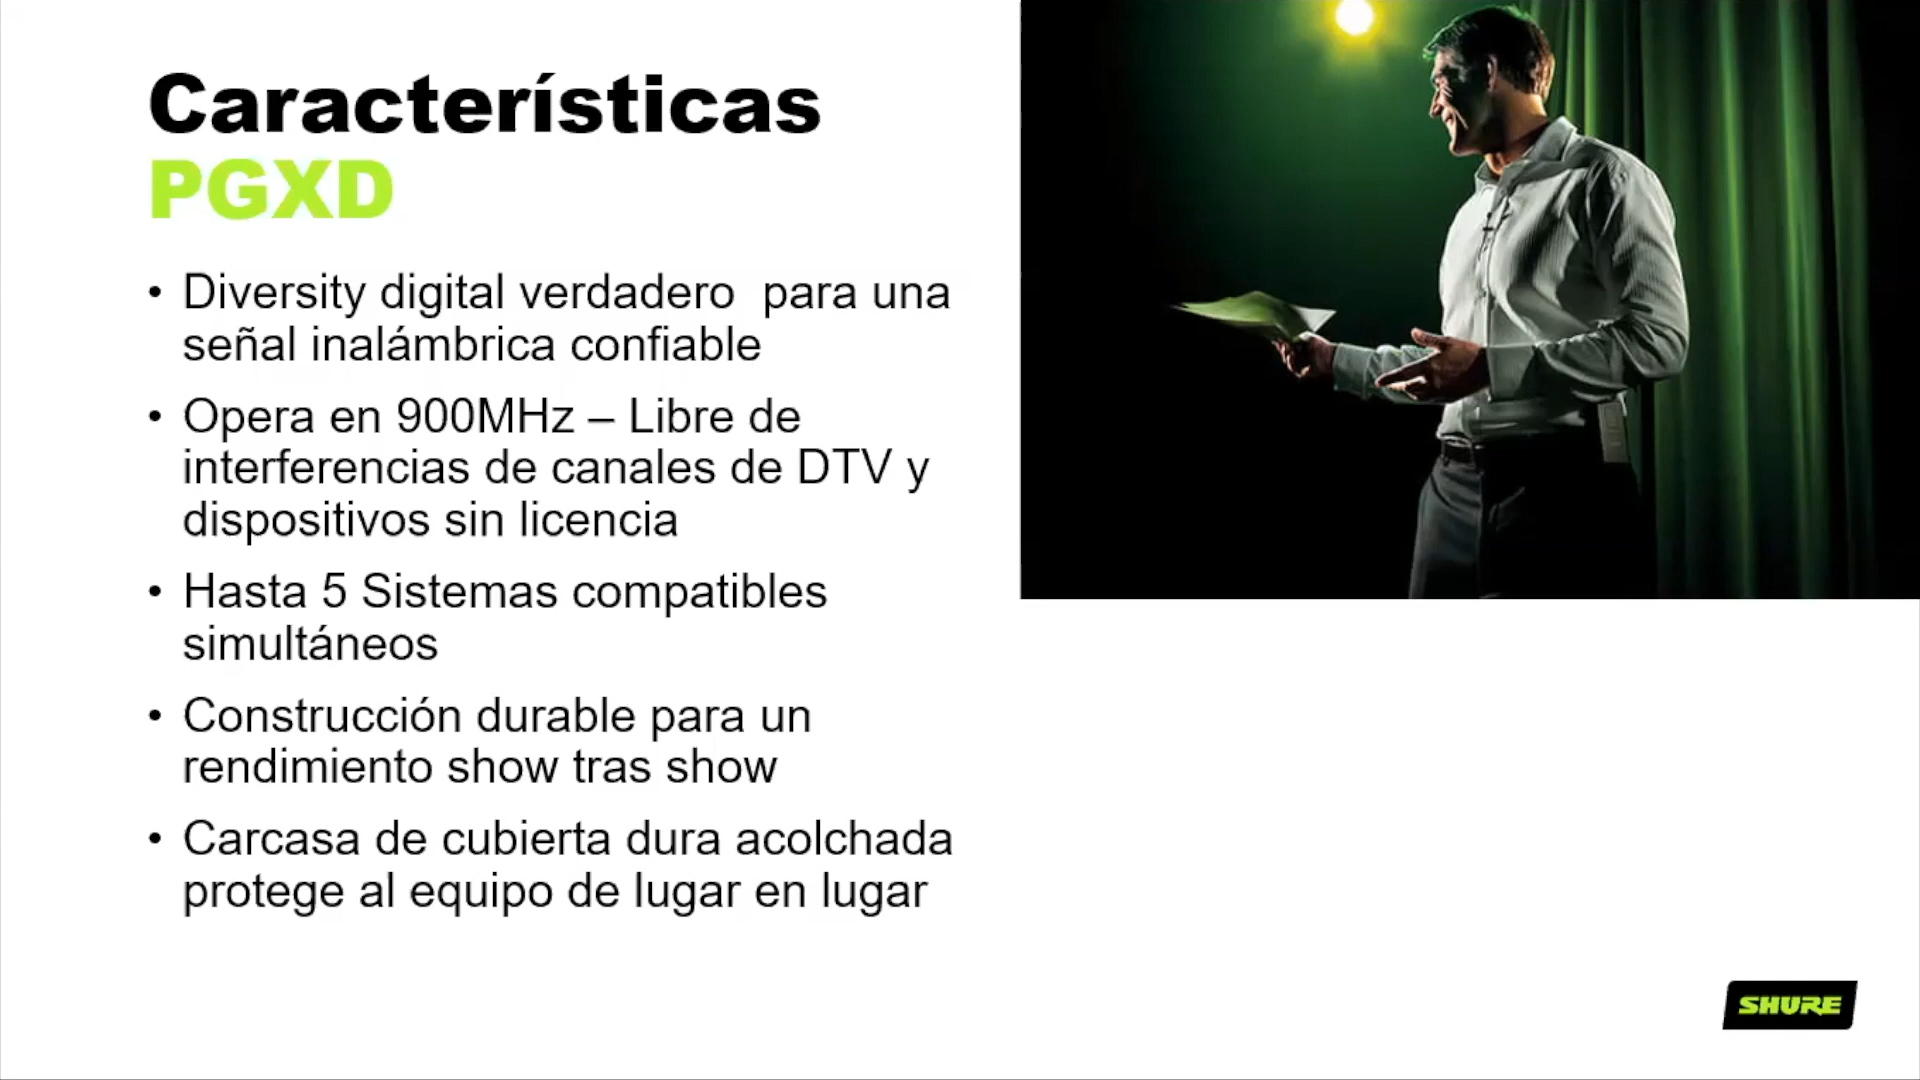 Características
PGXD
• Diversity digital verdadero  para una
señal inalámbrica confiable
• Opera en 900MHz – Libre de
interferencias de canales de DTV y
dispositivos sin licencia
• Hasta 5 Sistemas compatibles
simultáneos
• Construcción durable para un
rendimiento show tras show
• Carcasa de cubierta dura acolchada
protege al equipo de lugar en lugar
SHURE